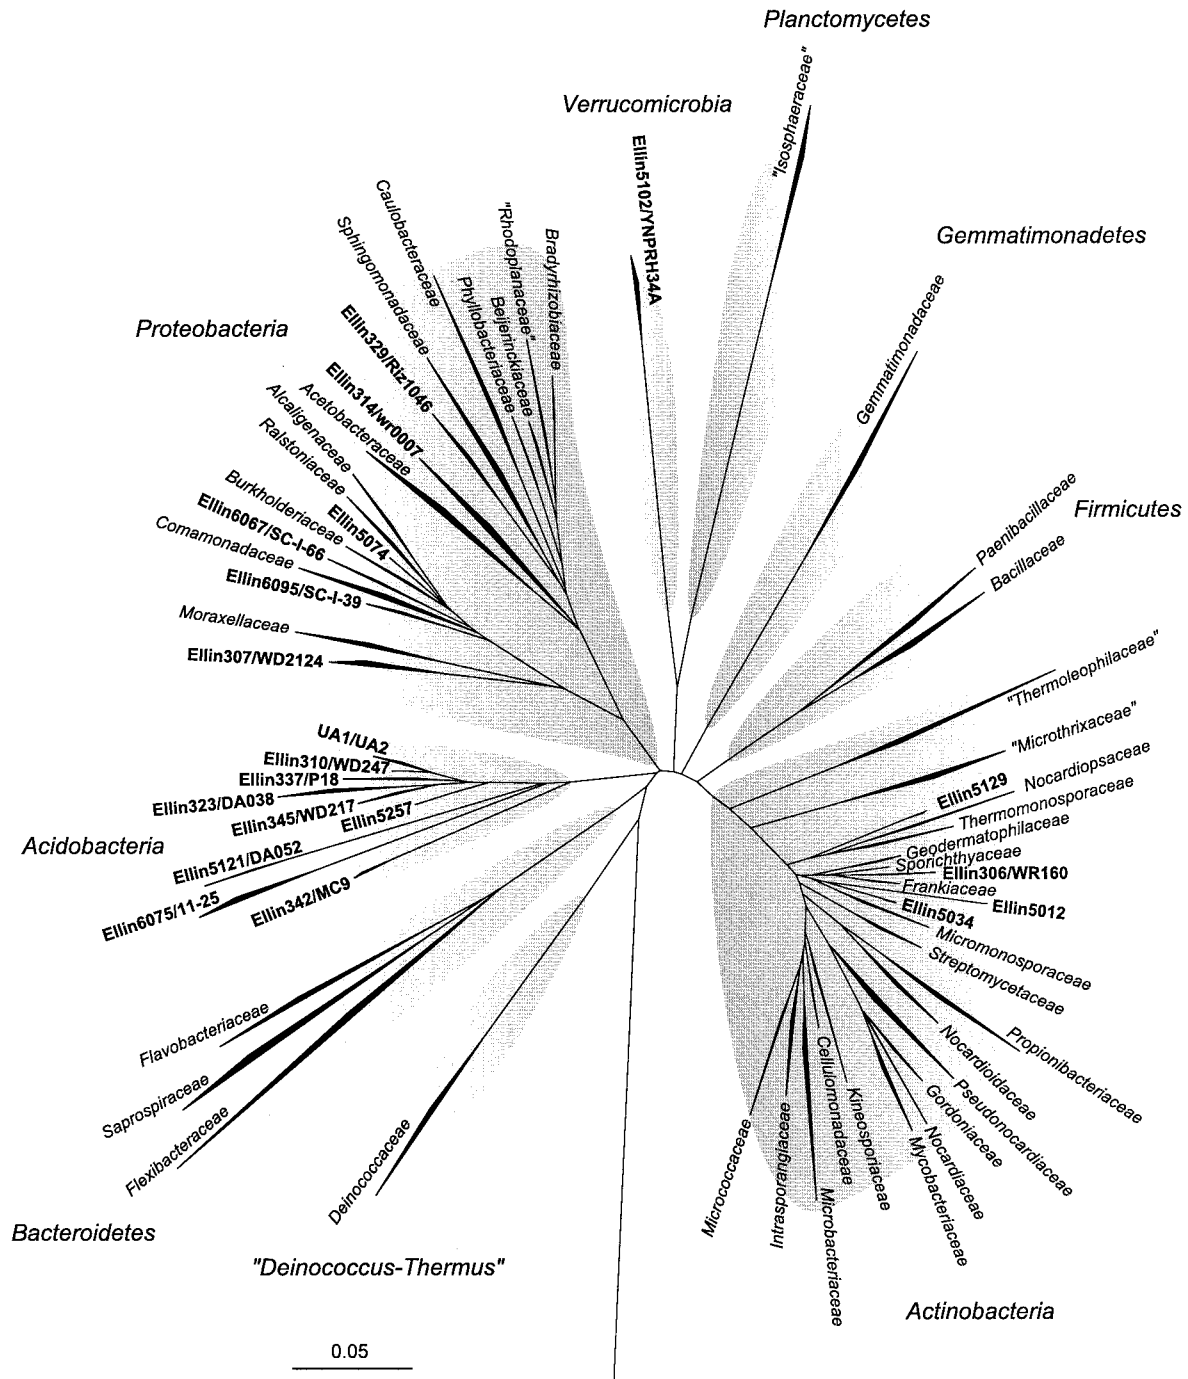 Planctomycetes
"Isosphaeraceae"
Verrucomicrobia
Ellin5102/YNPRH34A
Gemmatimonadetes
Gemmatimonadaceae
Firmicutes
Paenibacillaceae
Bacillaceae
Proteobacteria
Bradyrhizobiaceae
"Rhodoplanaceae"
Beijerinckiaceae
Phyllobacteriaceae
Caulobacteraceae
Sphingomonadaceae
Ellin329/Riz1046
Ellin314/wr0007
Acetobacteraceae
Alcaligenaceae
Ralstoniaceae
Ellin5074
Burkholderiaceae
Ellin6067/SC-I-66
Comamonadaceae
Ellin6095/SC-I-39
Moraxellaceae
Ellin307/WD2124
UA1/UA2
Ellin310/WD247
Ellin337/P18
Ellin323/DA038
Ellin345/WD217
Ellin5257
Acidobacteria
Ellin5121/DA052
Ellin6075/11-25
Ellin342/MC9
Flavobacteriaceae
Saprospiraceae
Flexibacteraceae
Bacteroidetes
Deinococcaceae
"Deinococcus-Thermus"
"Thermoleophilaceae"
"Microthrixaceae"
Ellin5129
Nocardiopsaceae
Thermomonosporaceae
Geodermatophilaceae
Sporichthyaceae
Ellin306/WR160
Frankiaceae
Ellin5012
Ellin5034
Micromonosporaceae
Streptomycetaceae
Propionibacteriaceae
Nocardioidaceae
Pseudonocardiaceae
Gordoniaceae
Nocardiaceae
Mycobacteriaceae
Kineosporiaceae
Cellulomonadaceae
Microbacteriaceae
Intrasporangiaceae
Micrococcaceae
Actinobacteria
0.05